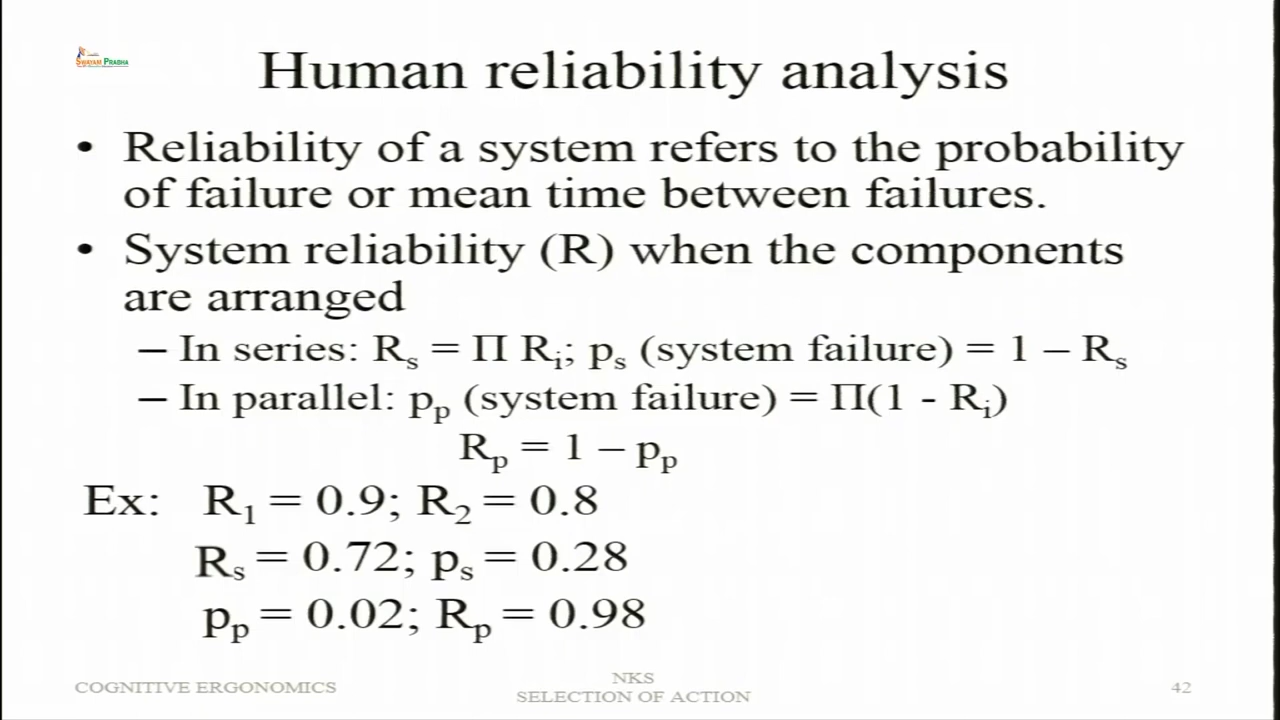 SWAYAM PRABHA
Human reliability analysis
• Reliability of a system refers to the probability
of failure or mean time between failures.
• System reliability (R) when the components
are arranged
– In series: Rₛ = Π Rᵢ; pₛ (system failure) = 1 – Rₛ
– In parallel: pₚ (system failure) = Π(1 - Rᵢ)
Rₚ = 1 – pₚ
Ex: R₁ = 0.9; R₂ = 0.8
Rₛ = 0.72; pₛ = 0.28
pₚ = 0.02; Rₚ = 0.98
COGNITIVE ERGONOMICS
NKS
SELECTION OF ACTION
42